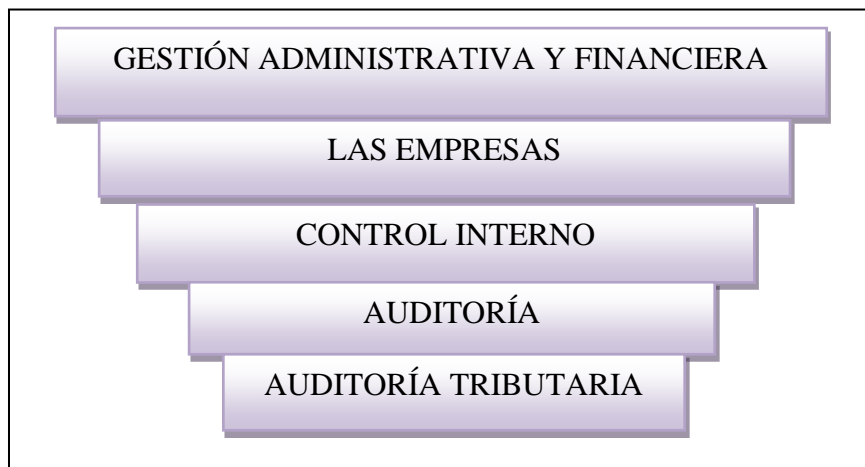 GESTIÓN ADMINISTRATIVA Y FINANCIERA
LAS EMPRESAS
CONTROL INTERNO
AUDITORÍA
AUDITORÍA TRIBUTARIA